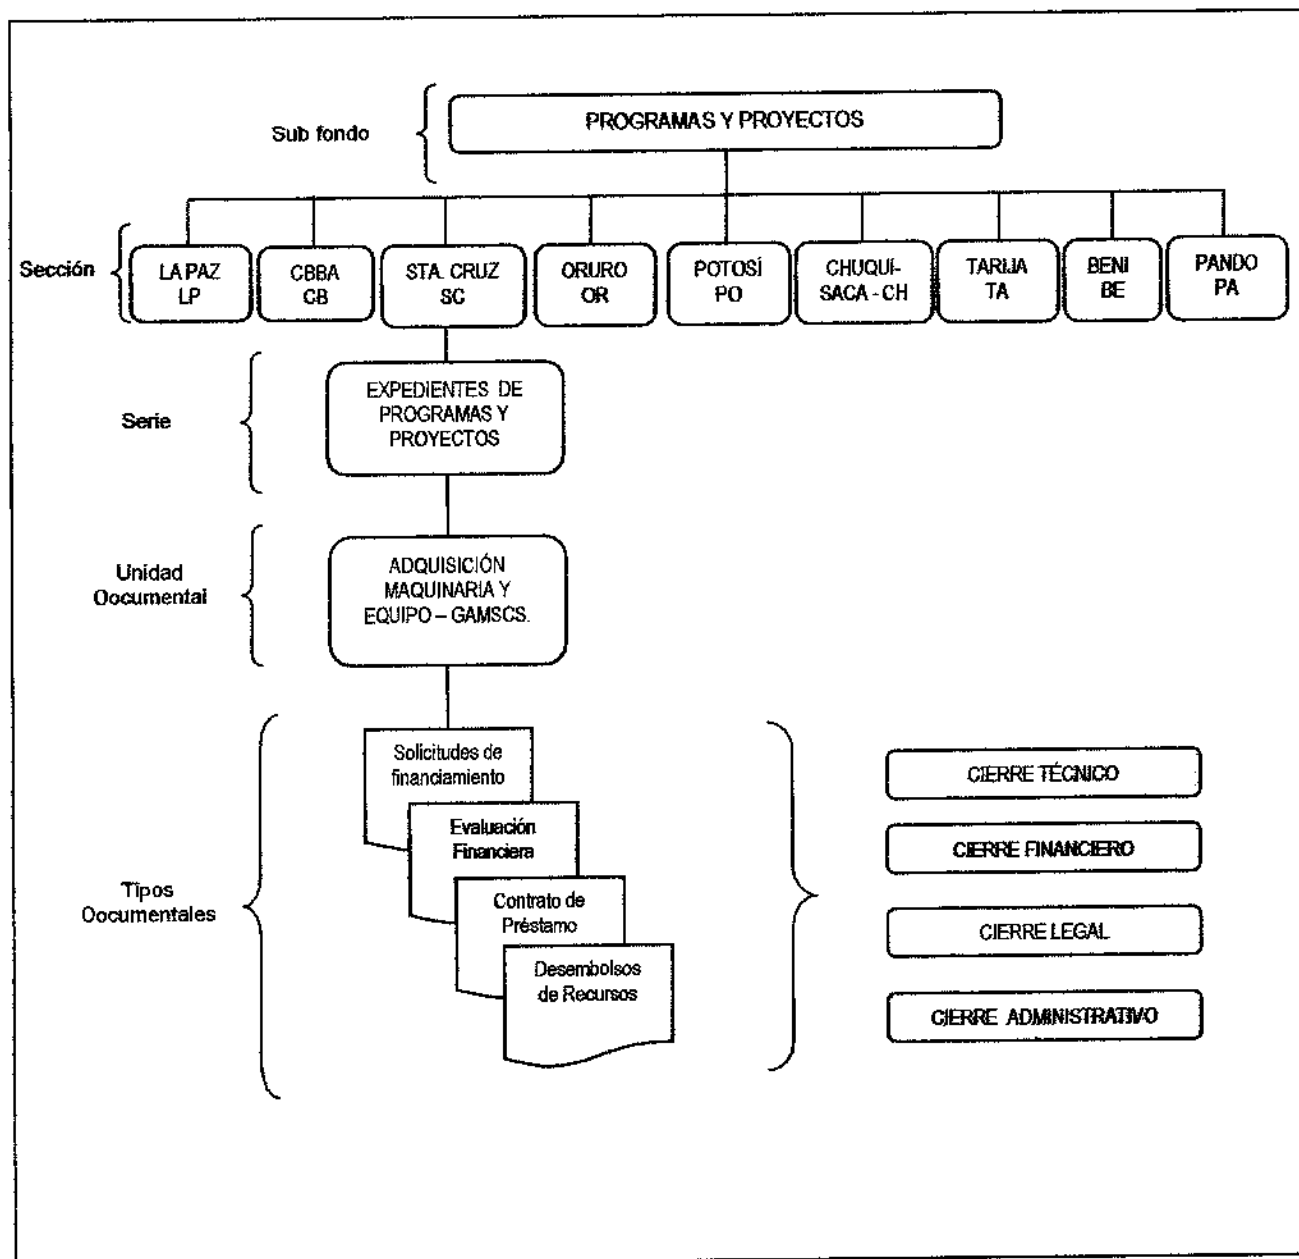 PROGRAMAS Y PROYECTOS
Sub fondo
Sección
LA PAZ
LP
CBBA
CB
STA. CRUZ
SC
ORURO
OR
POTOSÍ
PO
CHUQUI-
SACA - CH
TARIJA
TA
BENI
BE
PANDO
PA
Serie
EXPEDIENTES DE
PROGRAMAS Y
PROYECTOS
Unidad
Oocumental
ADQUISICIÓN
MAQUINARIA Y
EQUIPO – GAMSCS.
Tipos
Oocumentales
Solicitudes de
financiamiento
Evaluación
Financiera
Contrato de
Préstamo
Desembolsos
de Recursos
CIERRE TÉCNICO
CIERRE FINANCIERO
CIERRE LEGAL
CIERRE ADMINISTRATIVO